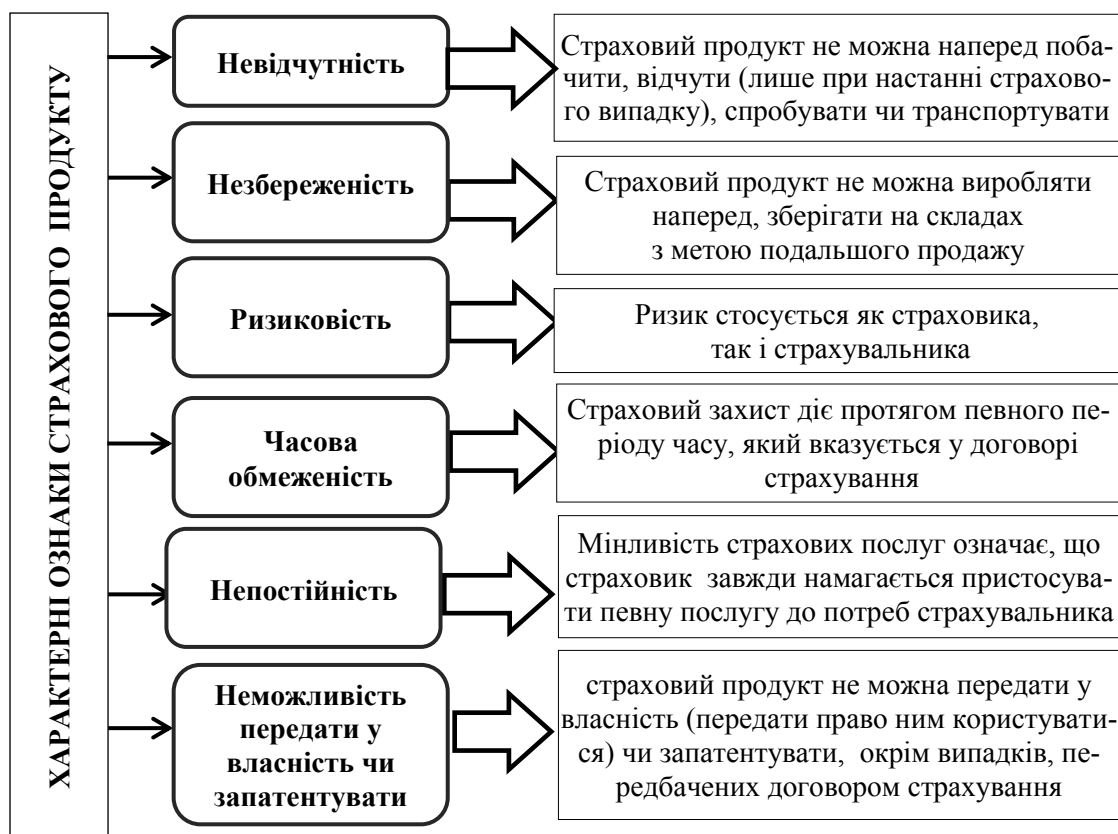 ХАРАКТЕРНІ ОЗНАКИ СТРАХОВОГО ПРОДУКТУ
Невідчутність
Страховий продукт не можна наперед поба-
чити, відчути (лише при настанні страхово-
го випадку), спробувати чи транспортувати
Незбереженість
Страховий продукт не можна виробляти
наперед, зберігати на складах
з метою подальшого продажу
Ризиковість
Ризик стосується як страховика,
так і страхувальника
Часова
обмеженість
Страховий захист діє протягом певного пе-
ріоду часу, який вказується у договорі
страхування
Непостійність
Мінливість страхових послуг означає, що
страховик завжди намагається пристосува-
ти певну послугу до потреб страхувальника
Неможливість
передати у
власність чи
запатентувати
страховий продукт не можна передати у
власність (передати право ним користувати-
ся) чи запатентувати, окрім випадків, пе-
редбачених договором страхування